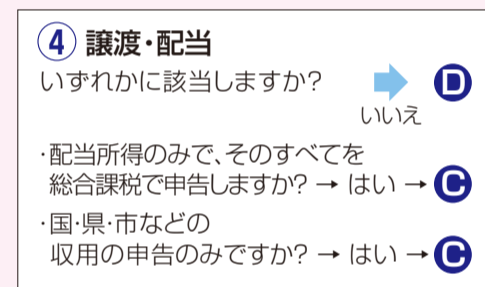 ④ 譲渡・配当
いずれかに該当しますか? ➡ D
いいえ
・配当所得のみで、そのすべてを
総合課税で申告しますか? → はい → C
・国・県・市などの
収用の申告のみですか? → はい → C